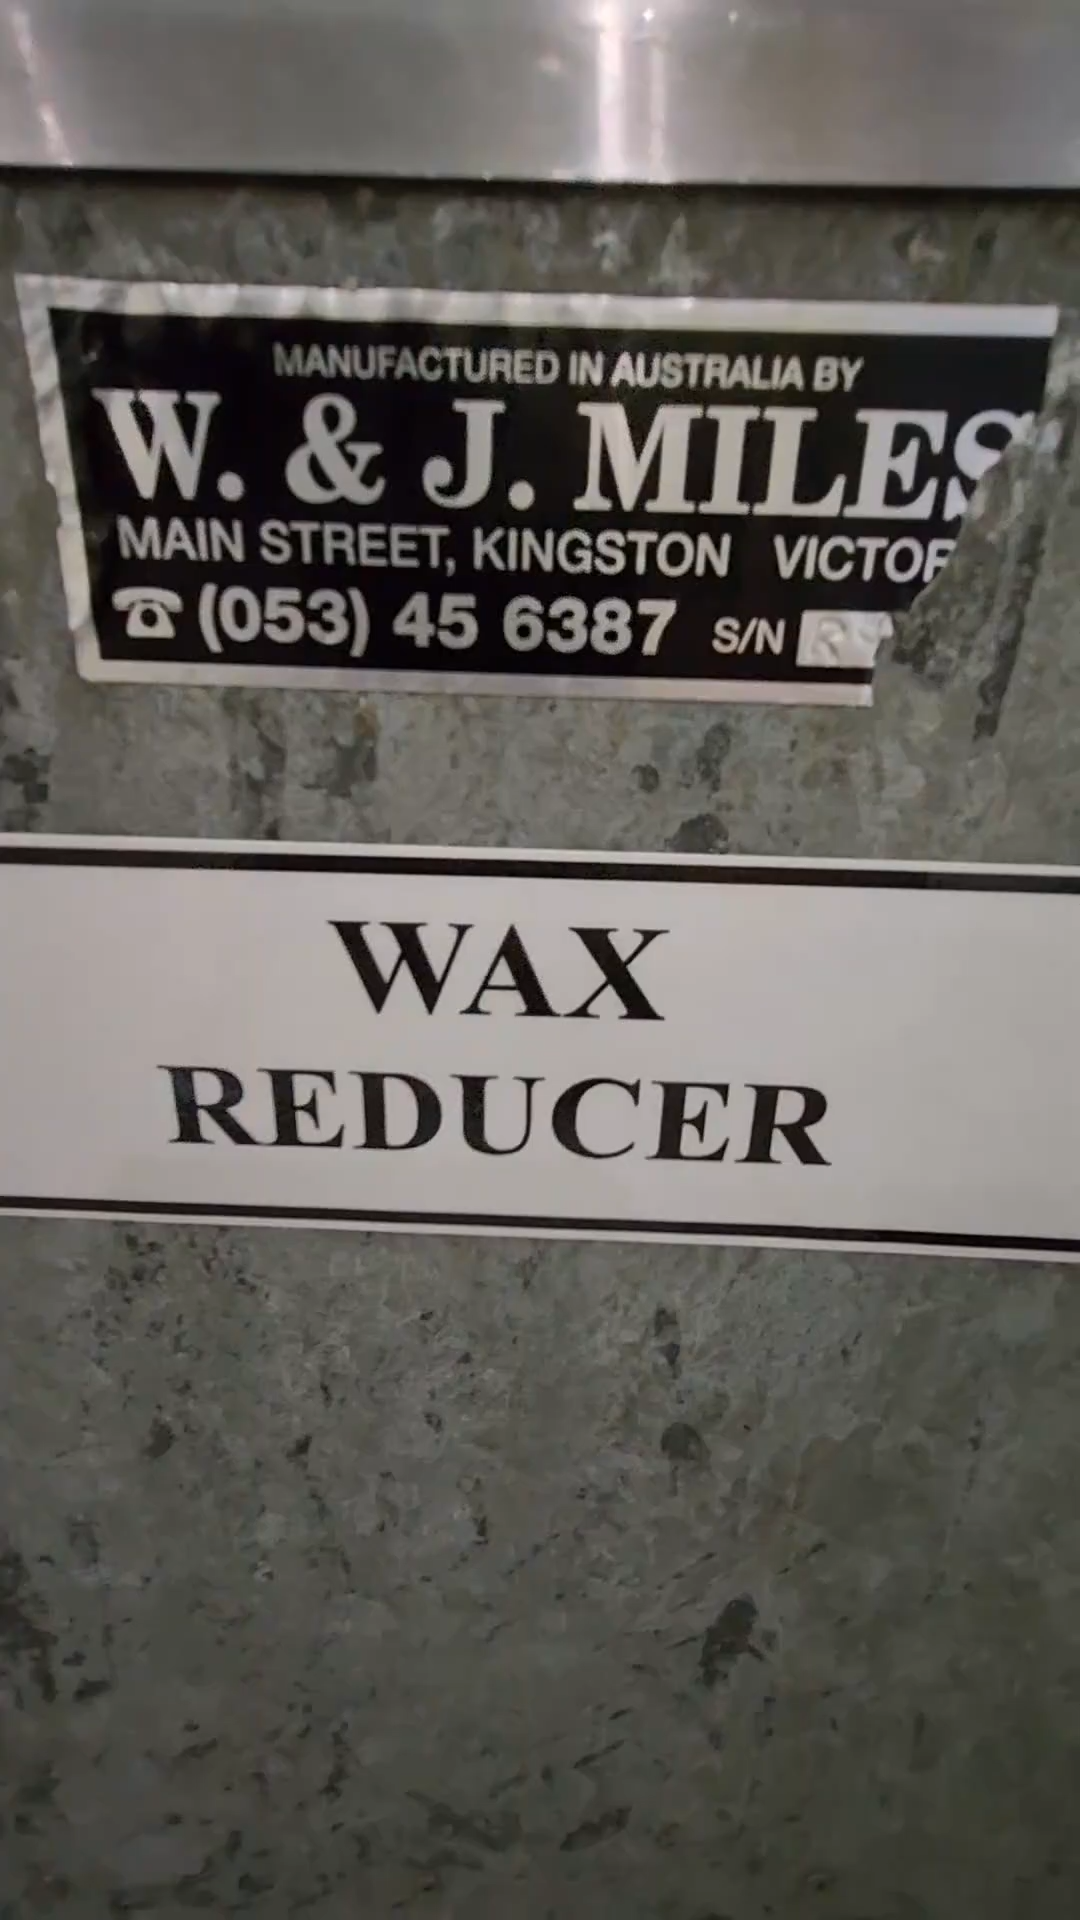 MANUFACTURED IN AUSTRALIA BY
W. & J. MILES
MAIN STREET, KINGSTON VICTOR
☎ (053) 45 6387 S/N
WAX
REDUCER